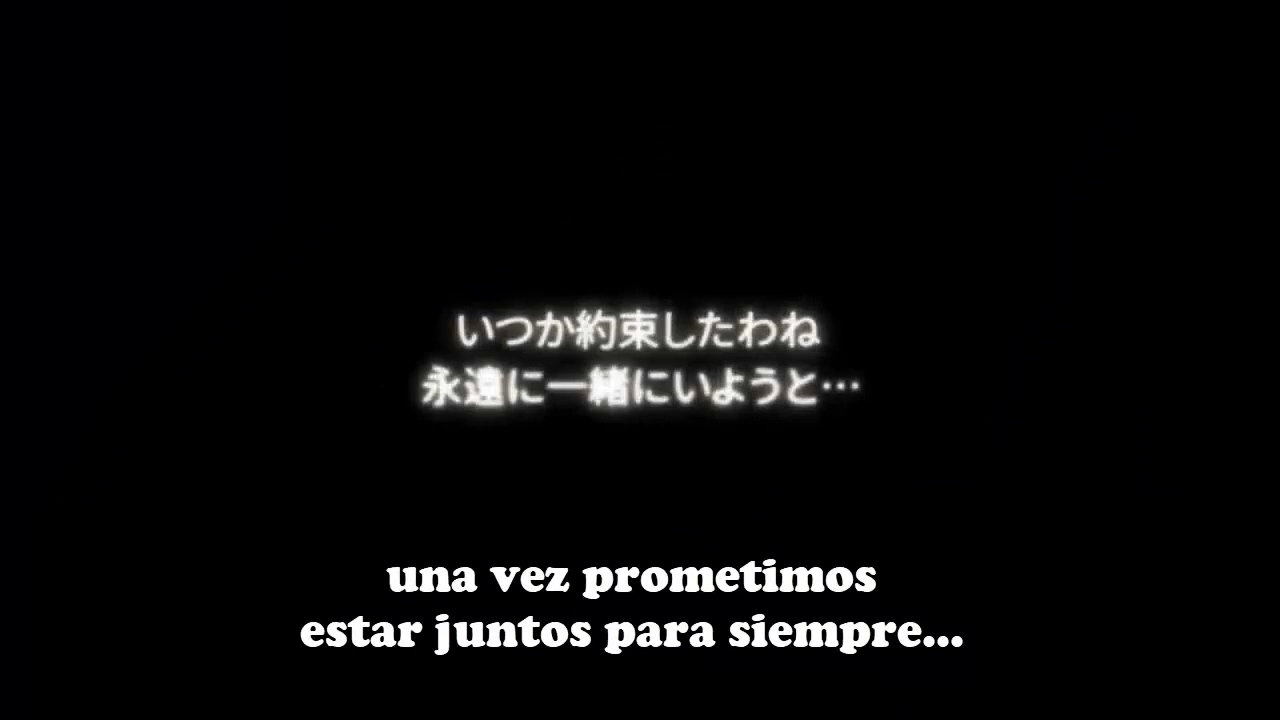 いつか約束したわね
永遠に一緒にいようと…
una vez prometimos
estar juntos para siempre...